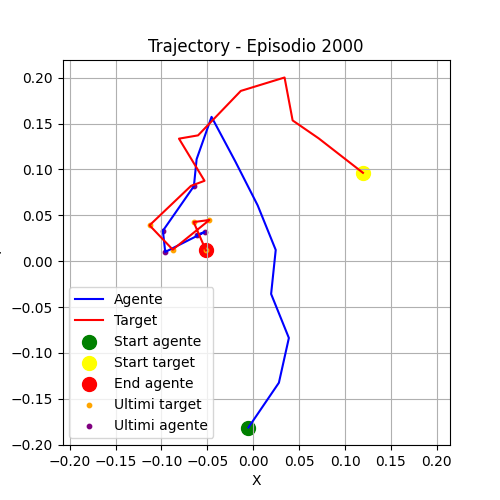 Trajectory - Episodio 2000
0.20
0.15
0.10
0.05
0.00
−0.05
−0.10
−0.15
−0.20
Agente
Target
Start agente
Start target
End agente
Ultimi target
Ultimi agente
−0.20 −0.15 −0.10 −0.05 0.00 0.05 0.10 0.15 0.20
X